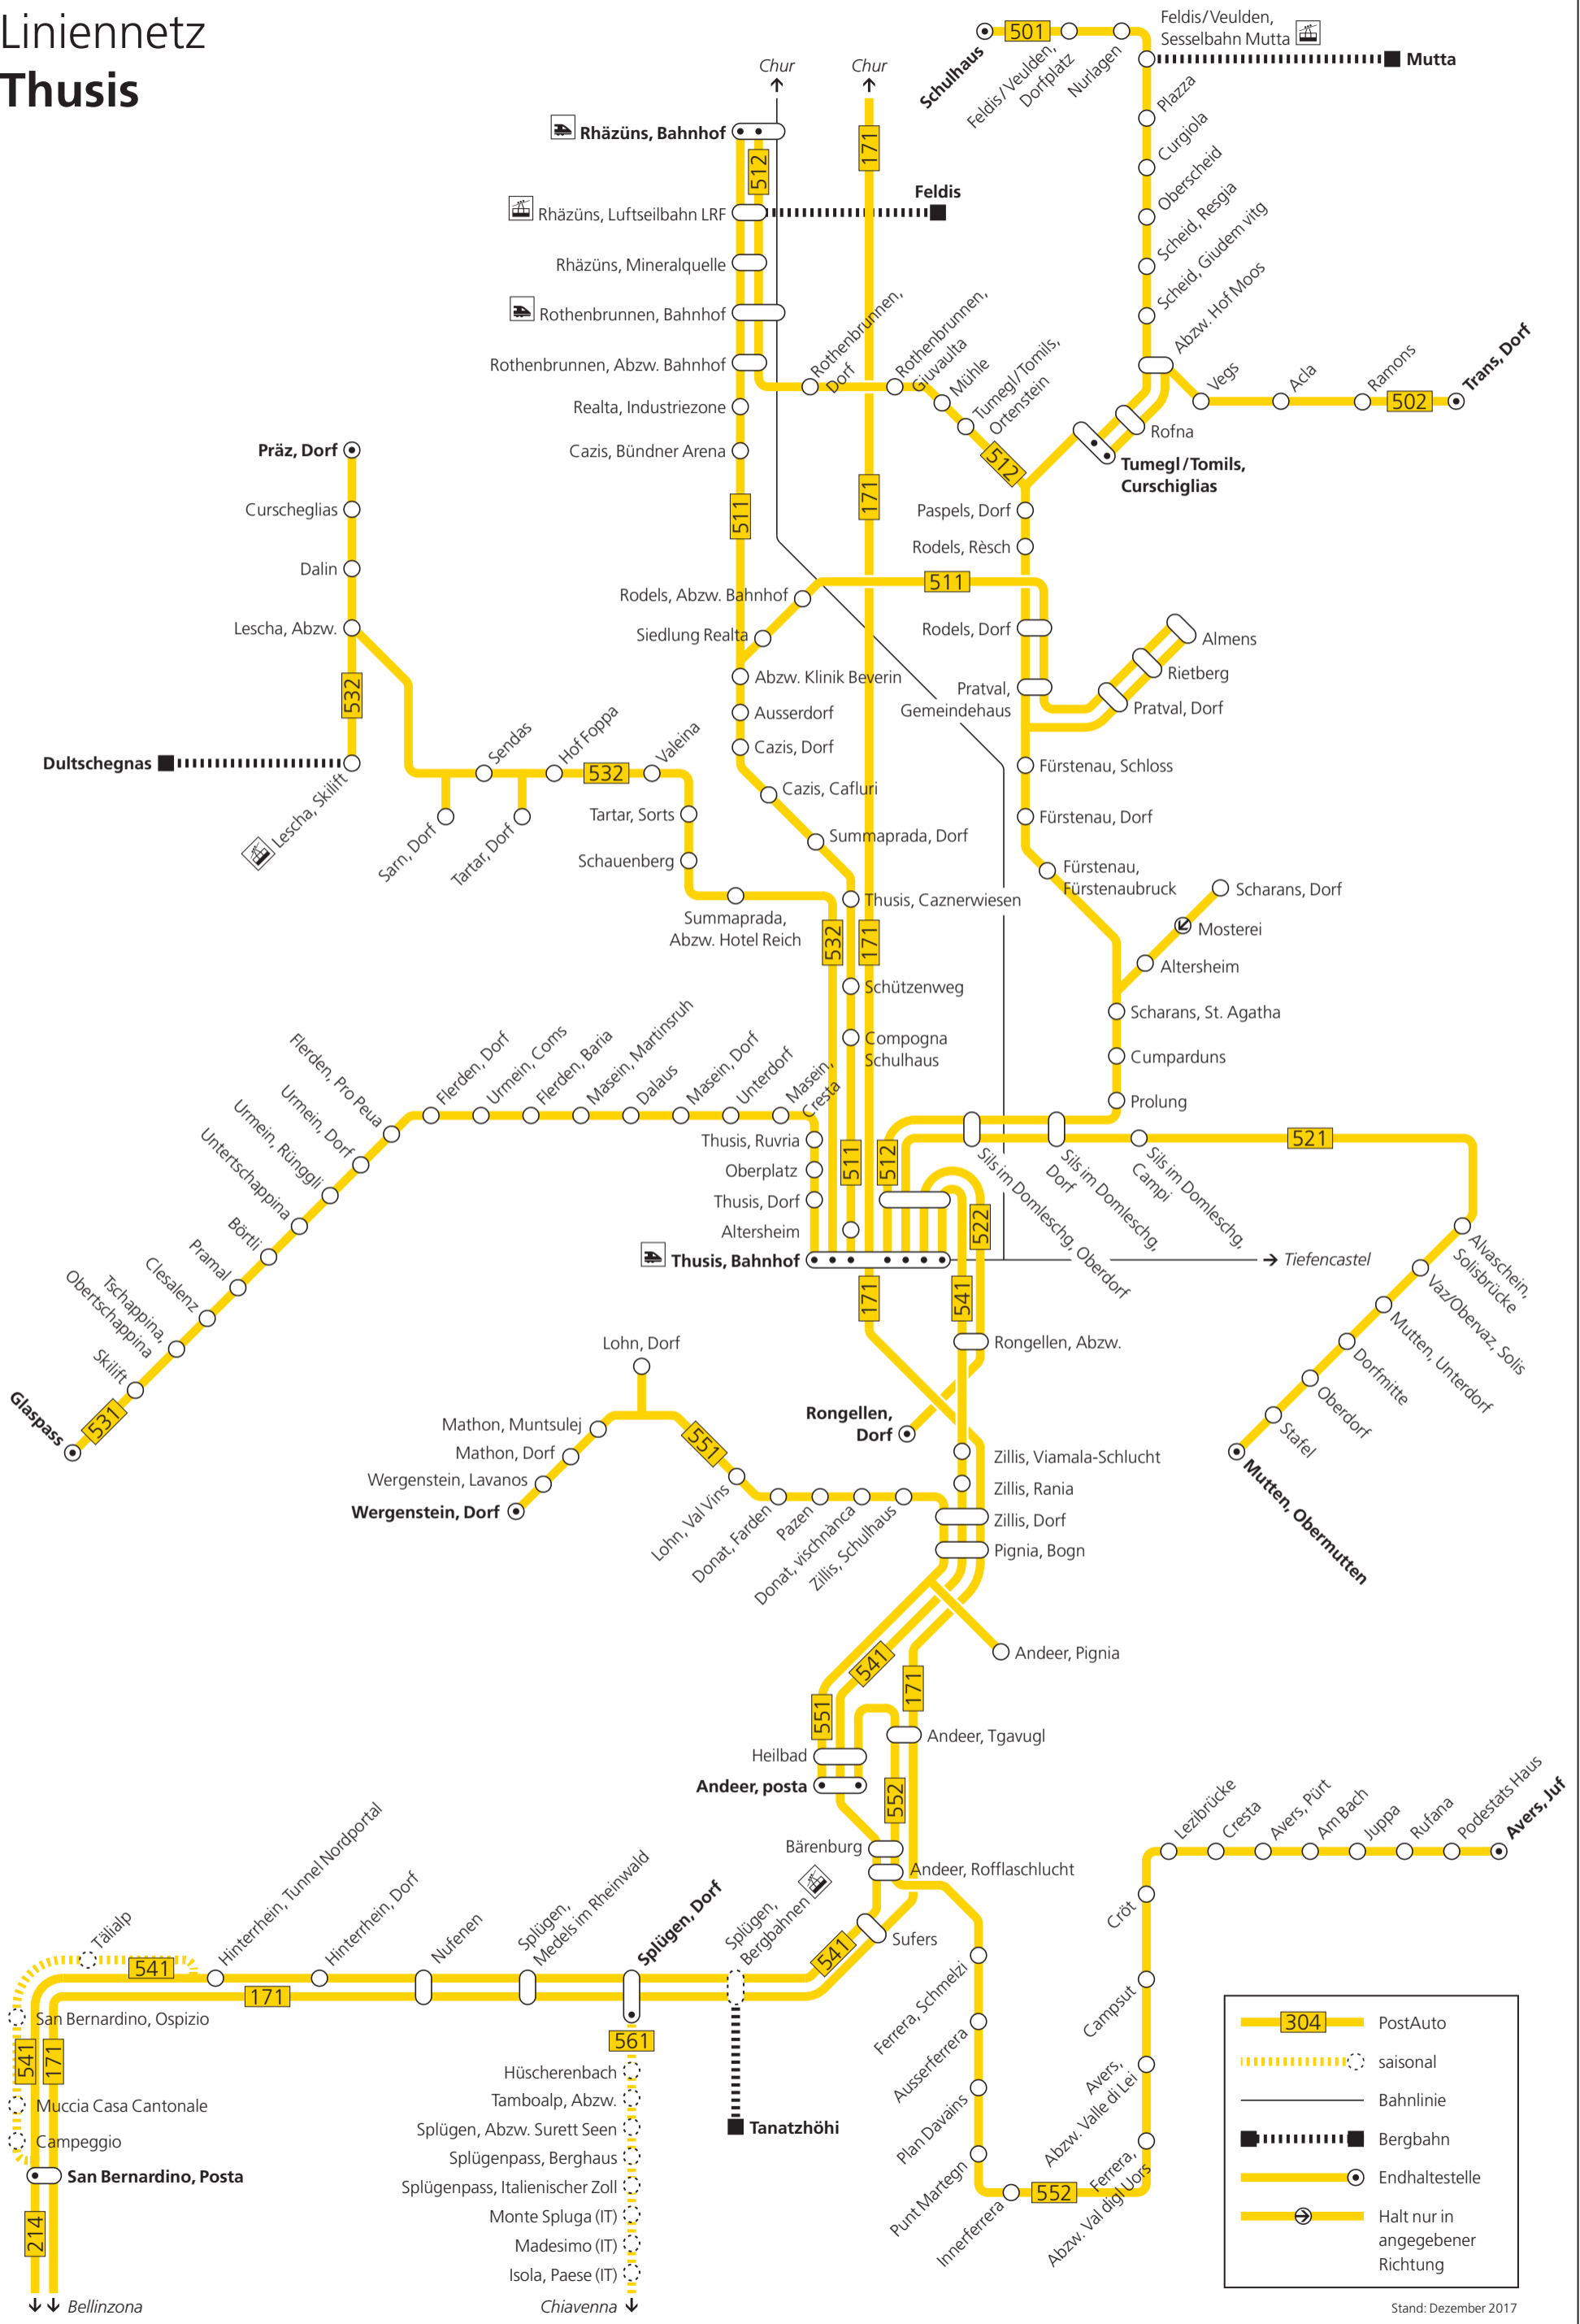 Liniennetz
Thusis
Schulhaus
501
Feldis/Veulden,
Dorfplatz
Nurlagen
Feldis/Veulden,
Sesselbahn Mutta
Mutta
Plazza
Curgiola
Oberscheid
Scheid, Resgia
Scheid, Giudem vitg
Abzw. Hof Moos
Vegs
Acla
Ramons
502
Trans, Dorf
Rofna
Tumegl/Tomils,
Curschiglias
Chur
Chur
171
Rhäzüns, Bahnhof
512
Rhäzüns, Luftseilbahn LRF
Feldis
Rhäzüns, Mineralquelle
Rothenbrunnen, Bahnhof
Rothenbrunnen, Abzw. Bahnhof
Rothenbrunnen,
Dorf
Rothenbrunnen,
Giuvaulta
Mühle
Tumegl/Tomils,
Ortenstein
512
Realta, Industriezone
Cazis, Bündner Arena
511
171
Paspels, Dorf
Rodels, Rèsch
Rodels, Abzw. Bahnhof
511
Siedlung Realta
Rodels, Dorf
Almens
Rietberg
Pratval, Dorf
Pratval,
Gemeindehaus
Abzw. Klinik Beverin
Ausserdorf
Cazis, Dorf
Cazis, Cafluri
Summaprada, Dorf
Thusis, Caznerwiesen
Fürstenau, Schloss
Fürstenau, Dorf
Fürstenau,
Fürstenaubruck
Scharans, Dorf
Mosterei
Altersheim
Scharans, St. Agatha
Cumparduns
Prolung
Präz, Dorf
Curscheglias
Dalin
Lescha, Abzw.
532
Dultschegnas
Lescha, Skilift
Sarn, Dorf
Sendas
Tartar, Dorf
Hof Foppa
532
Valeina
Tartar, Sorts
Schauenberg
Summaprada,
Abzw. Hotel Reich
532
171
Schützenweg
Compogna
Schulhaus
511
512
Flerden, Pro Peua
Flerden, Dorf
Urmein, Coms
Flerden, Baria
Masein, Martinsruh
Dalaus
Masein, Dorf
Unterdorf
Masein,
Cresta
Thusis, Ruvria
Oberplatz
Thusis, Dorf
Altersheim
Thusis, Bahnhof
Urmein, Dorf
Urmein, Rünggli
Untertschappina
Börtli
Pramal
Clesalenz
Tschappina,
Obertschappina
Skilift
531
Glaspass
Sils im Domleschg, Oberdorf
Sils im Domleschg,
Dorf
Sils im Domleschg,
Campi
521
522
541
171
Tiefencastel
Alvaschein,
Solisbrücke
Vaz/Obervaz, Solis
Mutten, Unterdorf
Dorfmitte
Oberdorf
Stafel
Mutten, Obermutten
Rongellen, Abzw.
Rongellen,
Dorf
Lohn, Dorf
Mathon, Muntsulej
Mathon, Dorf
Wergenstein, Lavanos
Wergenstein, Dorf
551
Lohn, Val Vins
Donat, Farden
Pazen
Donat, vischnànca
Zillis, Schulhaus
Zillis, Viamala-Schlucht
Zillis, Rania
Zillis, Dorf
Pignia, Bogn
Andeer, Pignia
541
551
171
Andeer, Tgavugl
Heilbad
Andeer, posta
552
Bärenburg
Andeer, Rofflaschlucht
Sufers
541
Splügen,
Bergbahnen
Tanatzhöhi
Splügen, Dorf
Splügen,
Medels im Rheinwald
Nufenen
Hinterrhein, Dorf
Hinterrhein, Tunnel Nordportal
Tälialp
541
171
San Bernardino, Ospizio
541
171
Muccia Casa Cantonale
Campeggio
San Bernardino, Posta
214
Bellinzona
561
Hüscherenbach
Tamboalp, Abzw.
Splügen, Abzw. Surett Seen
Splügenpass, Berghaus
Splügenpass, Italienischer Zoll
Monte Spluga (IT)
Madesimo (IT)
Isola, Paese (IT)
Chiavenna
Ferrera, Schmelzi
Ausserferrera
Plan Davains
Punt Martegn
Innerferrera
552
Ferrera,
Abzw. Val digl Uors
Avers,
Abzw. Valle di Lei
Campsut
Cröt
Lezibrücke
Cresta
Avers, Pürt
Am Bach
Juppa
Rufana
Podestats Haus
Avers, Juf
304
PostAuto
saisonal
Bahnlinie
Bergbahn
Endhaltestelle
Halt nur in
angegebener
Richtung
Stand: Dezember 2017